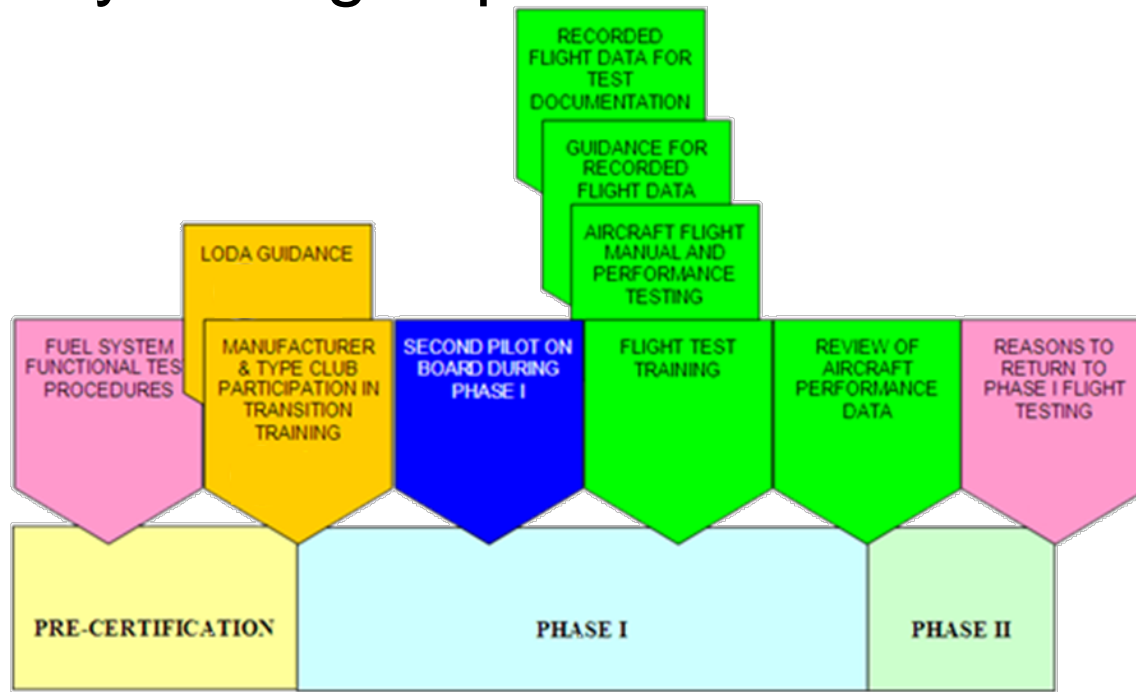 RECORDED
FLIGHT DATA FOR
TEST
DOCUMENTATION
GUIDANCE FOR
RECORDED
FLIGHT DATA
AIRCRAFT FLIGHT
MANUAL AND
PERFORMANCE
TESTING
LODA GUIDANCE
FUEL SYSTEM
FUNCTIONAL TES
PROCEDURES
MANUFACTURER
& TYPE CLUB
PARTICIPATION IN
TRANSITION
TRAINING
SECOND PILOT ON
BOARD DURING
PHASE I
FLIGHT TEST
TRAINING
REVIEW OF
AIRCRAFT
PERFORMANCE
DATA
REASONS TO
RETURN TO
PHASE I FLIGHT
TESTING
PRE-CERTIFICATION
PHASE I
PHASE II